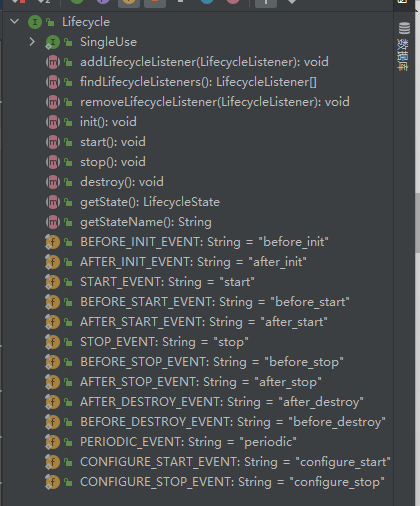 Lifecycle
SingleUse
addLifecycleListener(LifecycleListener): void
findLifecycleListeners(): LifecycleListener[]
removeLifecycleListener(LifecycleListener): void
init(): void
start(): void
stop(): void
destroy(): void
getState(): LifecycleState
getStateName(): String
BEFORE_INIT_EVENT: String = "before_init"
AFTER_INIT_EVENT: String = "after_init"
START_EVENT: String = "start"
BEFORE_START_EVENT: String = "before_start"
AFTER_START_EVENT: String = "after_start"
STOP_EVENT: String = "stop"
BEFORE_STOP_EVENT: String = "before_stop"
AFTER_STOP_EVENT: String = "after_stop"
AFTER_DESTROY_EVENT: String = "after_destroy"
BEFORE_DESTROY_EVENT: String = "before_destroy"
PERIODIC_EVENT: String = "periodic"
CONFIGURE_START_EVENT: String = "configure_start"
CONFIGURE_STOP_EVENT: String = "configure_stop"
数据库